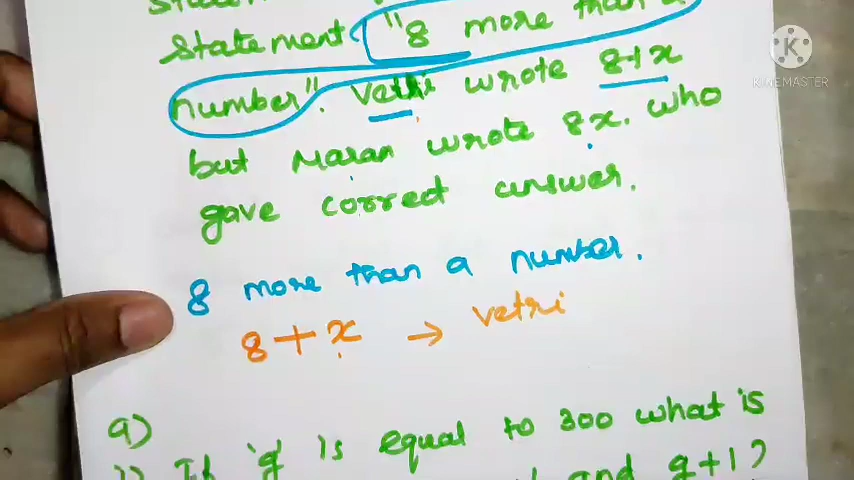 statement "8 more than a
number". Vetri wrote 8+x
but Maran wrote 8x. who
gave correct answer.
8 more than a number.
8+x → vetri
9)
If 'g' is equal to 300 what is
and g+1?
KINEMASTER